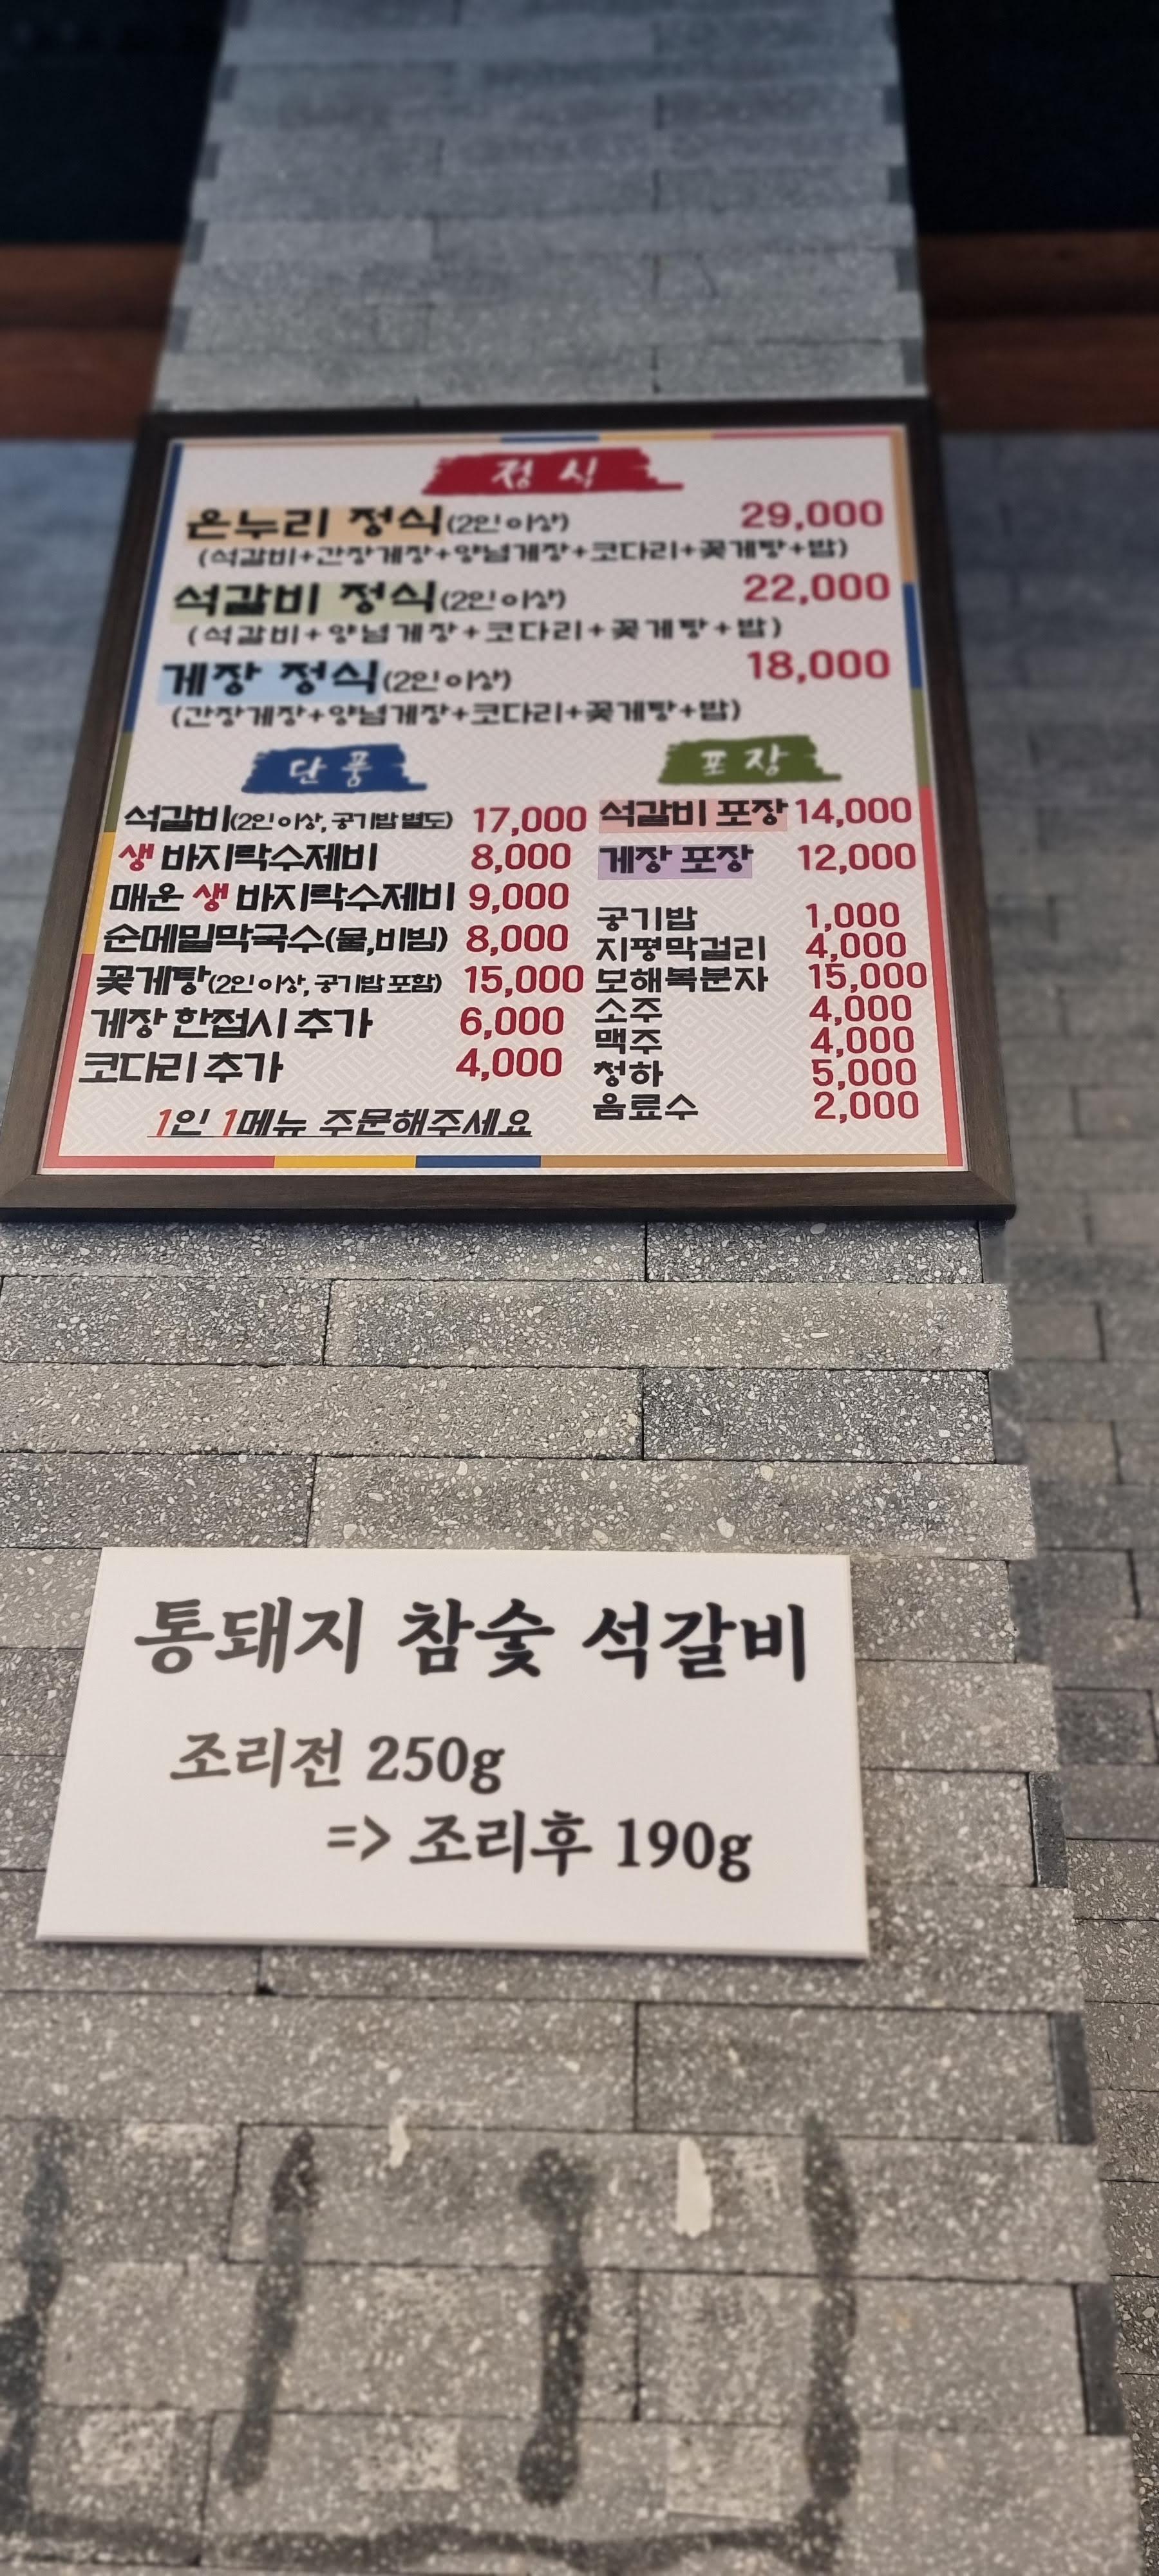 정식
온누리 정식(2인 이상) 29,000
(석갈비+간장게장+양념게장+코다리+꽃게탕+밥)
석갈비 정식(2인 이상) 22,000
(석갈비+양념게장+코다리+꽃게탕+밥)
게장 정식(2인 이상) 18,000
(간장게장+양념게장+코다리+꽃게탕+밥)
단품
석갈비(2인 이상, 공기밥 별도) 17,000
생 바지락수제비 8,000
매운 생 바지락수제비 9,000
순메밀막국수(물,비빔) 8,000
꽃게탕(2인 이상, 공기밥 포함) 15,000
게장 한접시 추가 6,000
코다리 추가 4,000
1인 1메뉴 주문해주세요
포장
석갈비 포장 14,000
게장 포장 12,000
공기밥 1,000
지평막걸리 4,000
보해복분자 15,000
소주 4,000
맥주 4,000
청하 5,000
음료수 2,000
통돼지 참숯 석갈비
조리전 250g
=> 조리후 190g